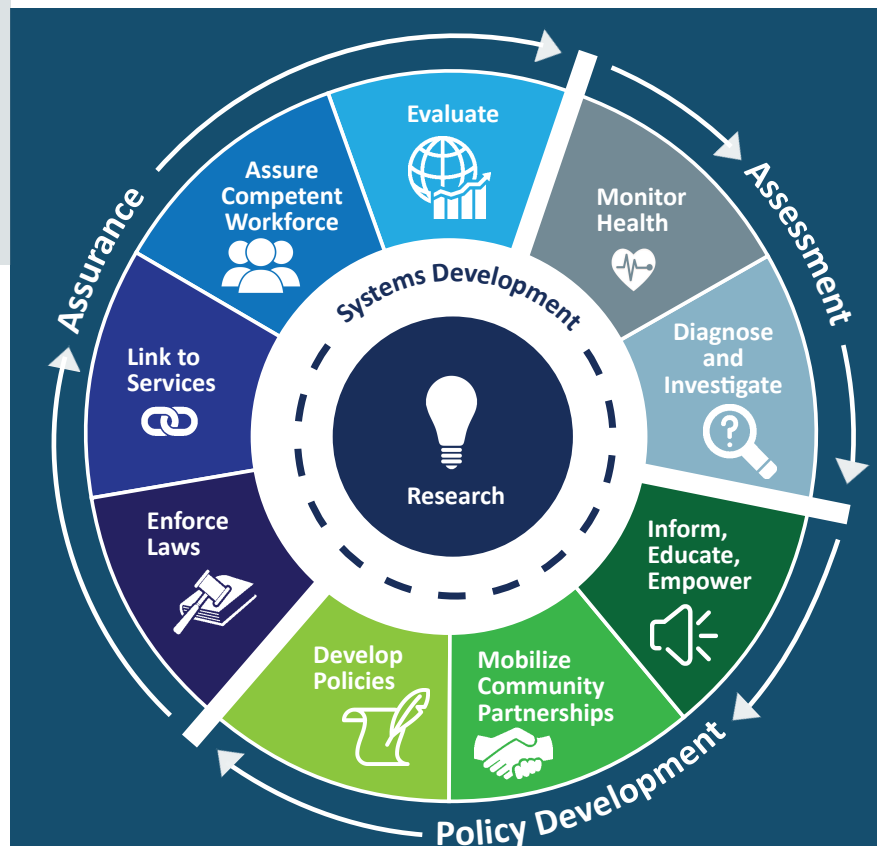 Assessment
Monitor
Health
Diagnose
and
Investigate
Policy Development
Inform,
Educate,
Empower
Mobilize
Community
Partnerships
Develop
Policies
Assurance
Enforce
Laws
Link to
Services
Assure
Competent
Workforce
Evaluate
Systems Development
?
Research